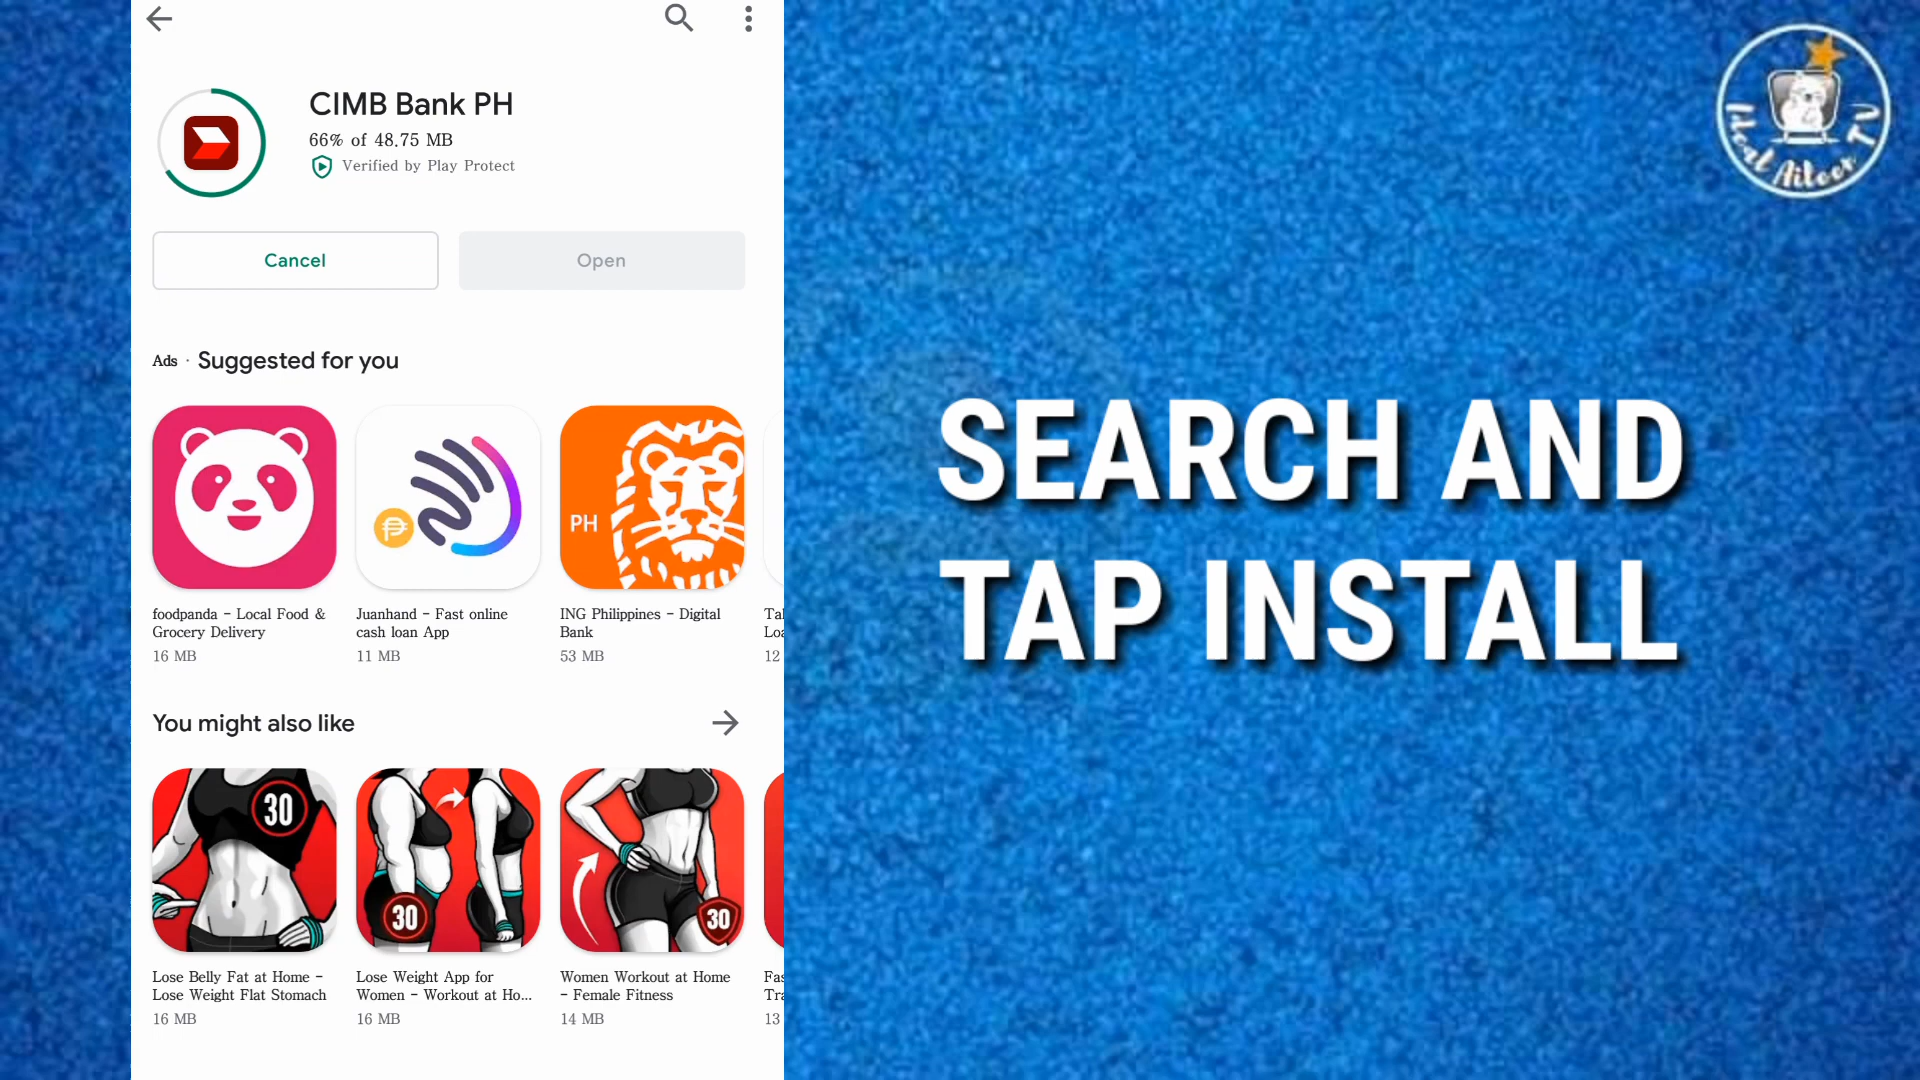 CIMB Bank PH
66% of 48.75 MB
Verified by Play Protect
Cancel
Open
Ads · Suggested for you
PH
foodpanda - Local Food &
Grocery Delivery
16 MB
Juanhand - Fast online
cash loan App
11 MB
ING Philippines - Digital
Bank
53 MB
12
You might also like
30
30
30
Lose Belly Fat at Home -
Lose Weight Flat Stomach
16 MB
Lose Weight App for
Women - Workout at Ho...
16 MB
Women Workout at Home
- Female Fitness
14 MB
13
SEARCH AND
TAP INSTALL
TV